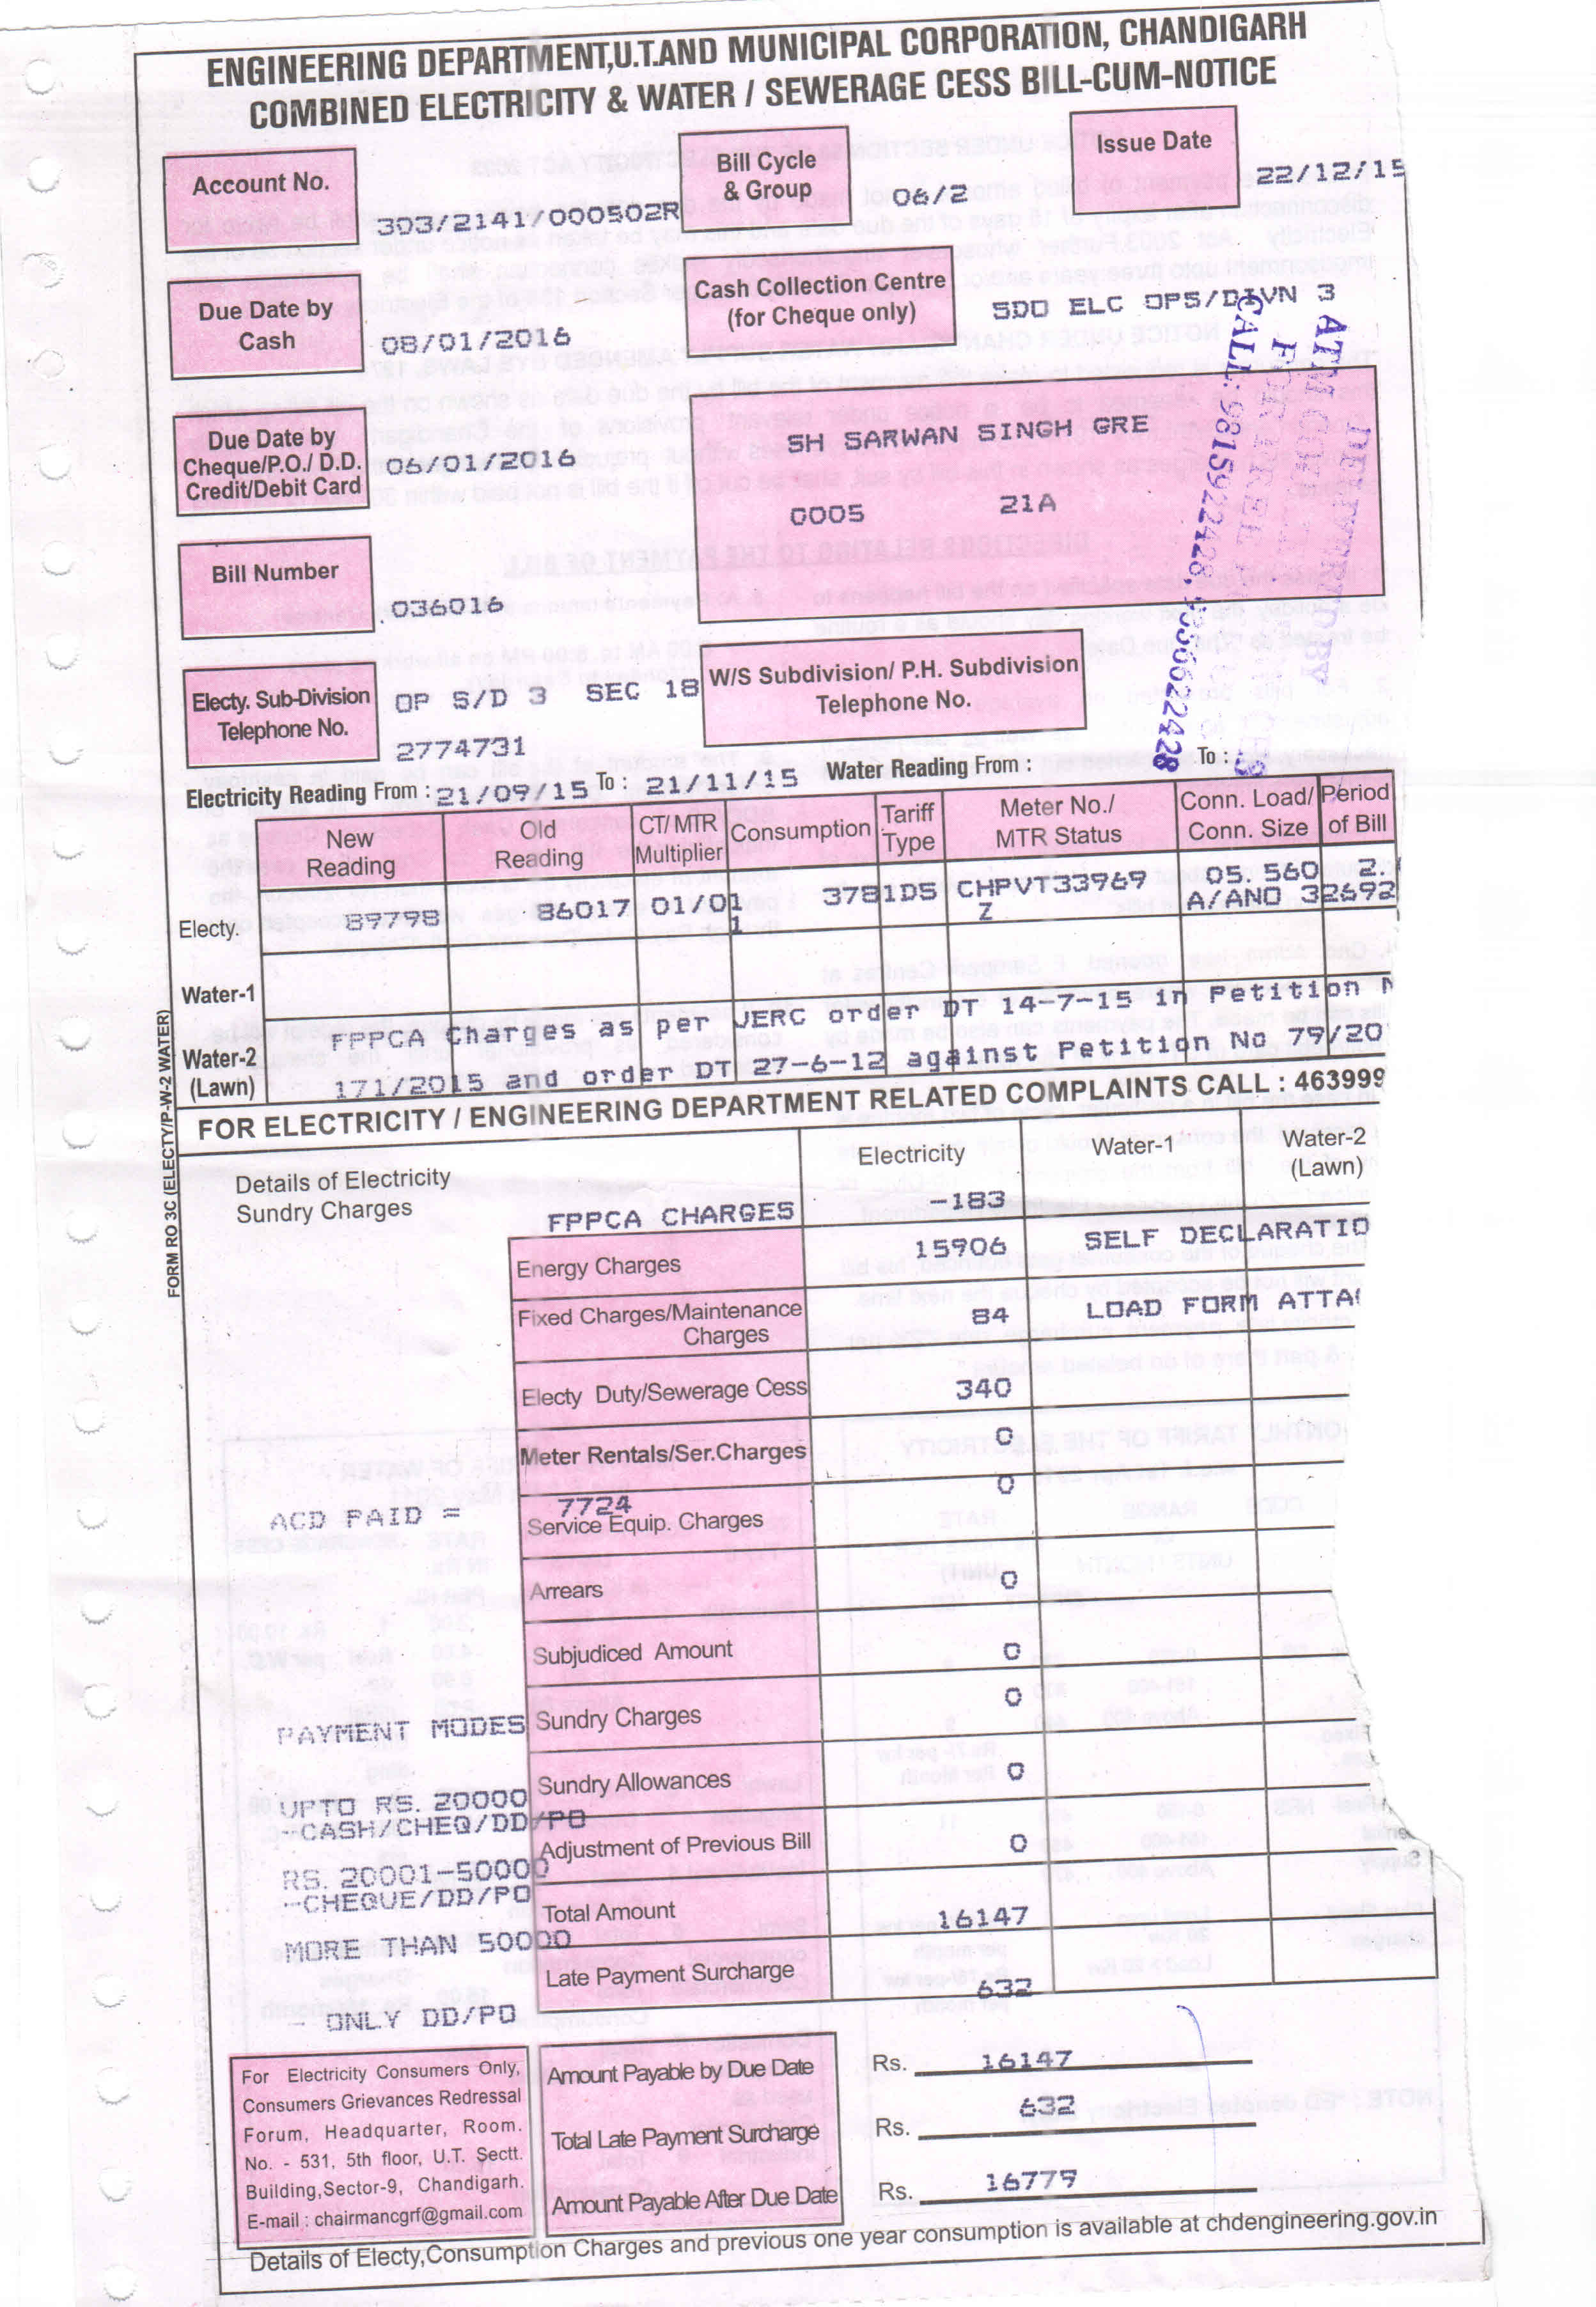 ENGINEERING DEPARTMENT,U.T.AND MUNICIPAL CORPORATION, CHANDIGARH
COMBINED ELECTRICITY & WATER / SEWERAGE CESS BILL-CUM-NOTICE
Account No.
303/2141/000502R
Bill Cycle
& Group
06/2
Issue Date
22/12/15
Due Date by
Cash
08/01/2016
Cash Collection Centre
(for Cheque only)
SDO ELC OPS/DIVN 3
Due Date by
Cheque/P.O./ D.D.
Credit/Debit Card
06/01/2016
SH SARWAN SINGH GRE
0005 21A
Bill Number
036016
Electy. Sub-Division
Telephone No.
OP S/D 3 SEC 18
2774731
W/S Subdivision/ P.H. Subdivision
Telephone No.
Electricity Reading From : 21/09/15 To : 21/11/15 Water Reading From : To :
New
Reading
Old
Reading
CT/ MTR
Multiplier
Consumption
Tariff
Type
Meter No./
MTR Status
Conn. Load/
Conn. Size
Period
of Bill
Electy. 89798 86017 01/01 3781DS CHPVT33969 05.560 2.
1 Z A/ANO 32692
Water-1
FPPCA Charges as per JERC order DT 14-7-15 in Petition N
Water-2
(Lawn)
171/2015 and order DT 27-6-12 against Petition No 79/20
FOR ELECTRICITY / ENGINEERING DEPARTMENT RELATED COMPLAINTS CALL : 463999
FORM RO 3C (ELECTY/P-W-2 WATER)
Details of Electricity
Sundry Charges
Electricity
Water-1
Water-2
(Lawn)
FPPCA CHARGES -183
Energy Charges 15906 SELF DECLARATIO
Fixed Charges/Maintenance
Charges
84 LOAD FORM ATTA
Electy Duty/Sewerage Cess 340
Meter Rentals/Ser.Charges 0
ACD PAID = 7724
Service Equip. Charges 0
Arrears 0
Subjudiced Amount 0
PAYMENT MODES
Sundry Charges 0
Sundry Allowances 0
UPTO RS. 20000
-CASH/CHEQ/DD/PO
Adjustment of Previous Bill 0
RS. 20001-50000
-CHEQUE/DD/PO
Total Amount 16147
MORE THAN 50000
Late Payment Surcharge 632
- ONLY DD/PO
For Electricity Consumers Only,
Consumers Grievances Redressal
Forum, Headquarter, Room.
No. - 531, 5th floor, U.T. Sectt.
Building,Sector-9, Chandigarh.
E-mail : chairmancgrf@gmail.com
Amount Payable by Due Date Rs. 16147
Total Late Payment Surcharge Rs. 632
Amount Payable After Due Date Rs. 16779
Details of Electy,Consumption Charges and previous one year consumption is available at chdengineering.gov.in